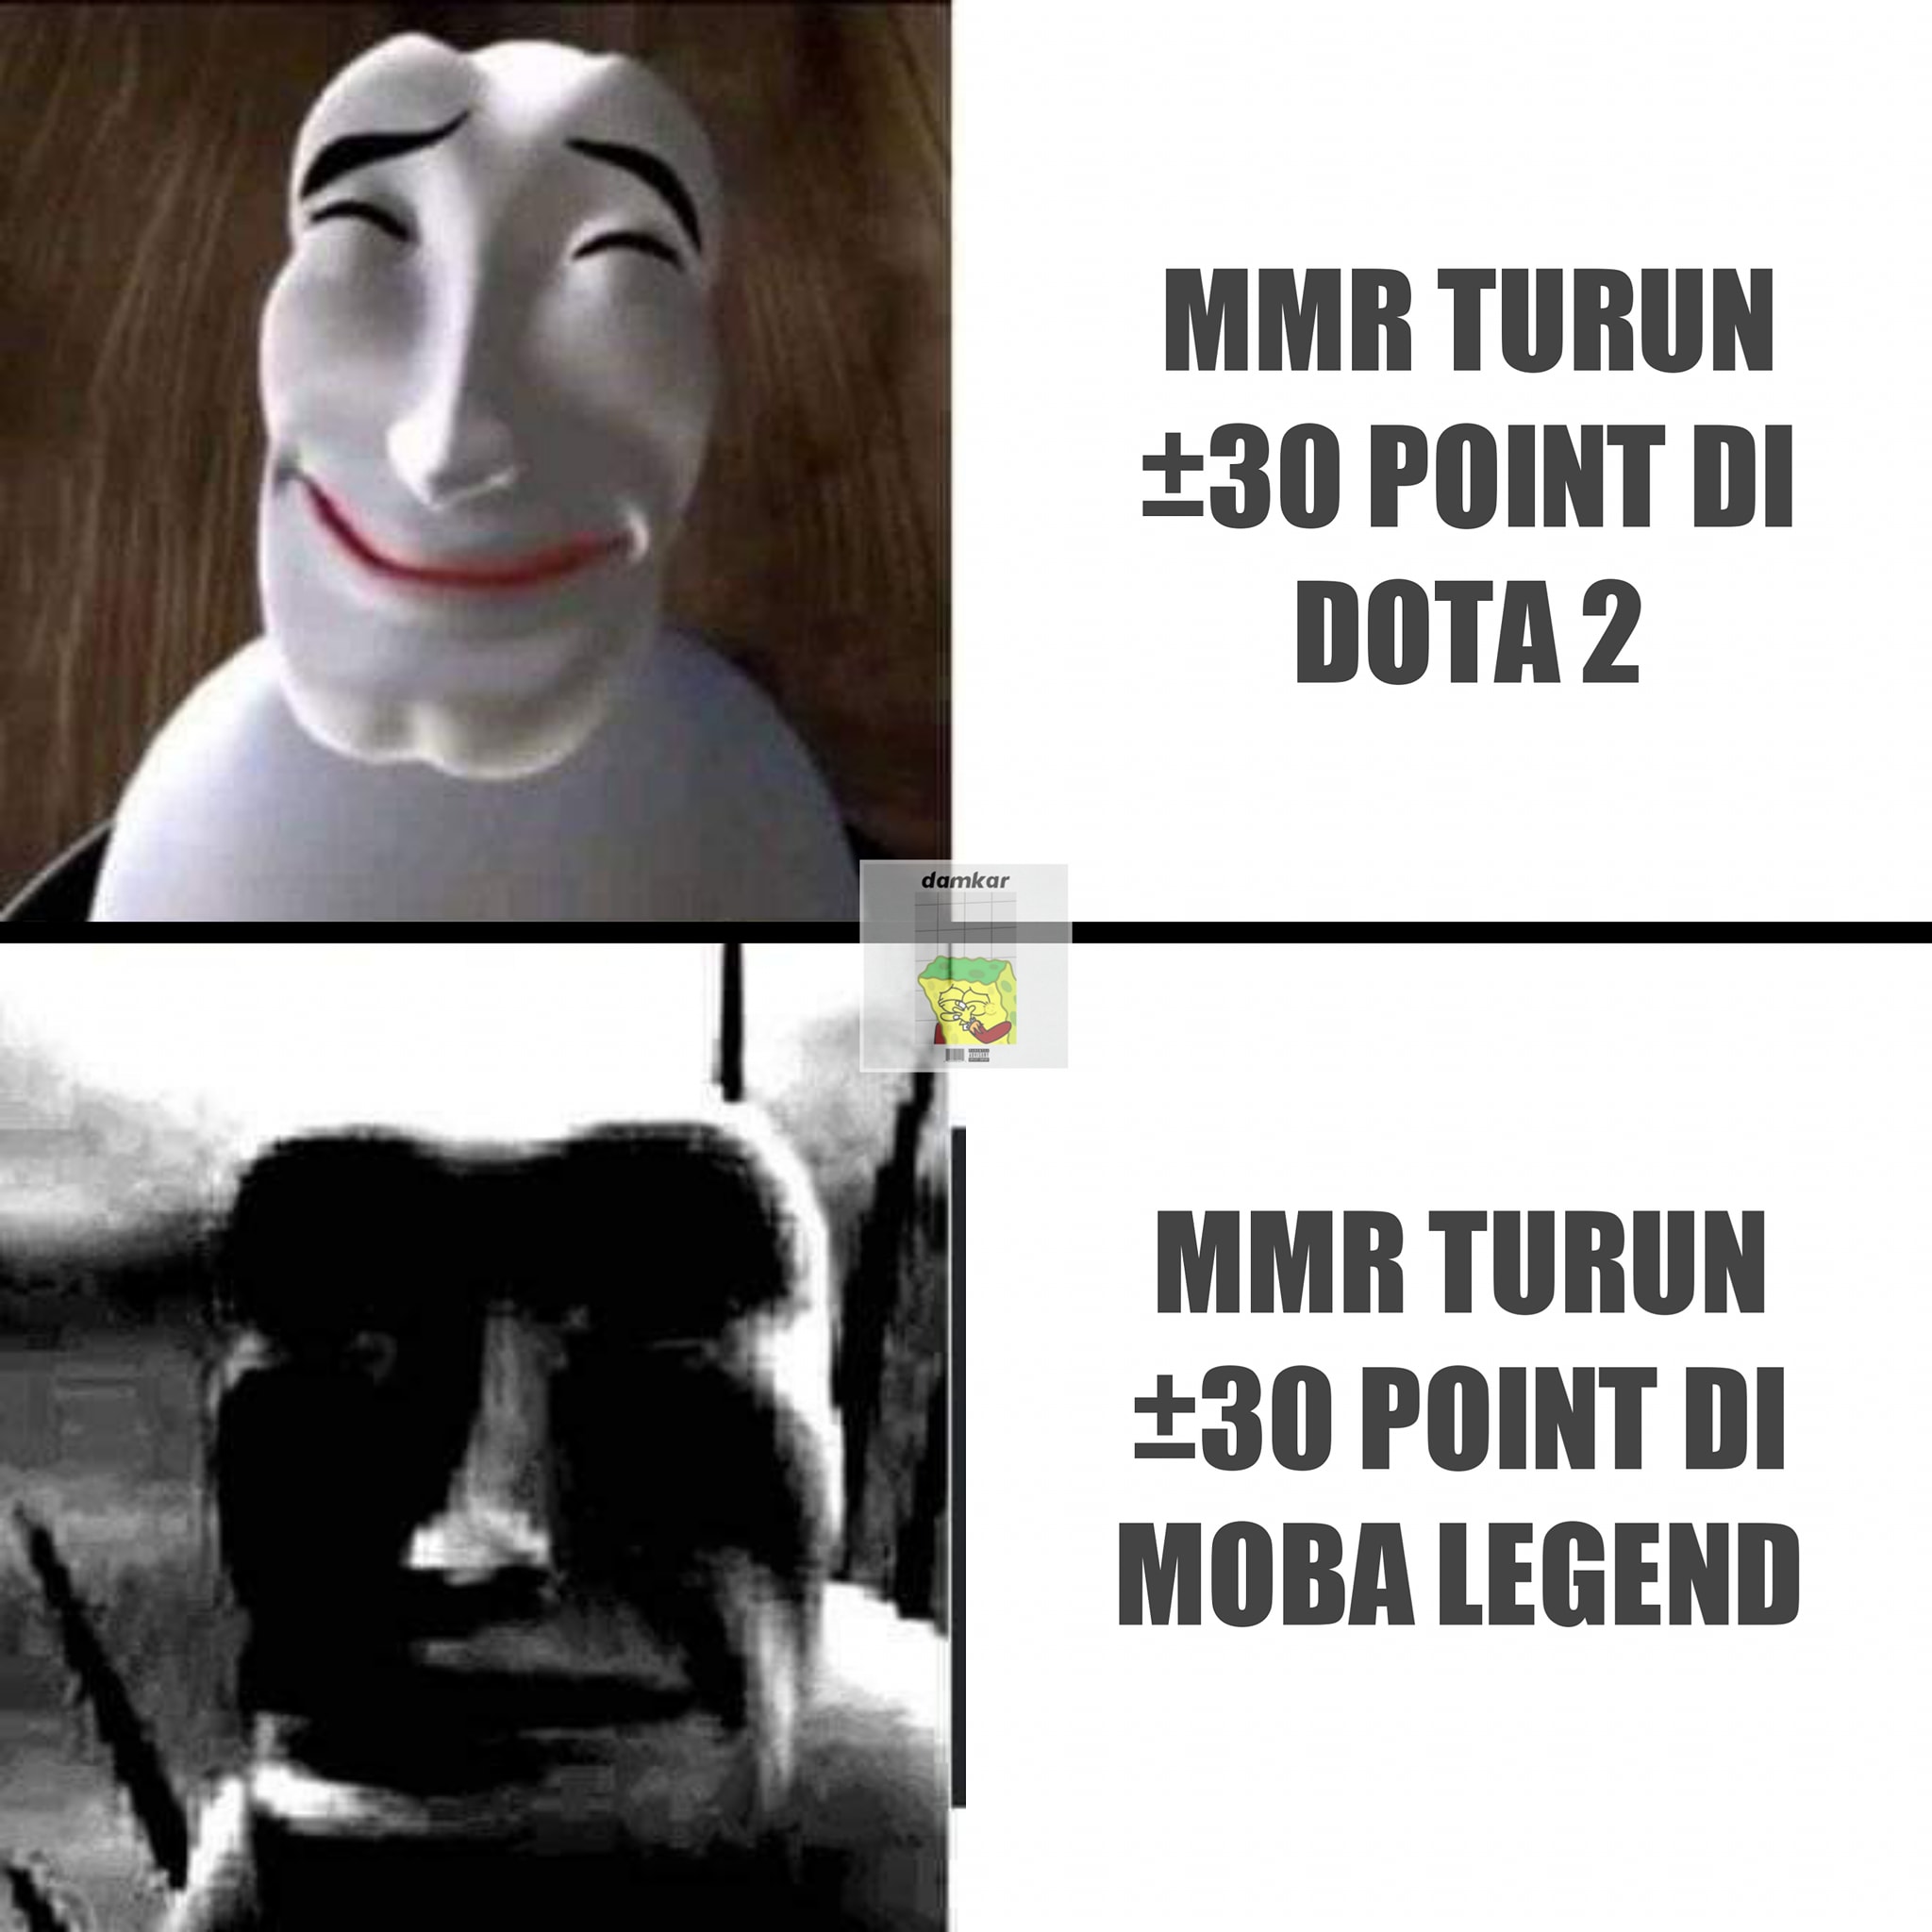 MMR TURUN
±30 POINT DI
DOTA 2
damkar
MMR TURUN
±30 POINT DI
MOBA LEGEND